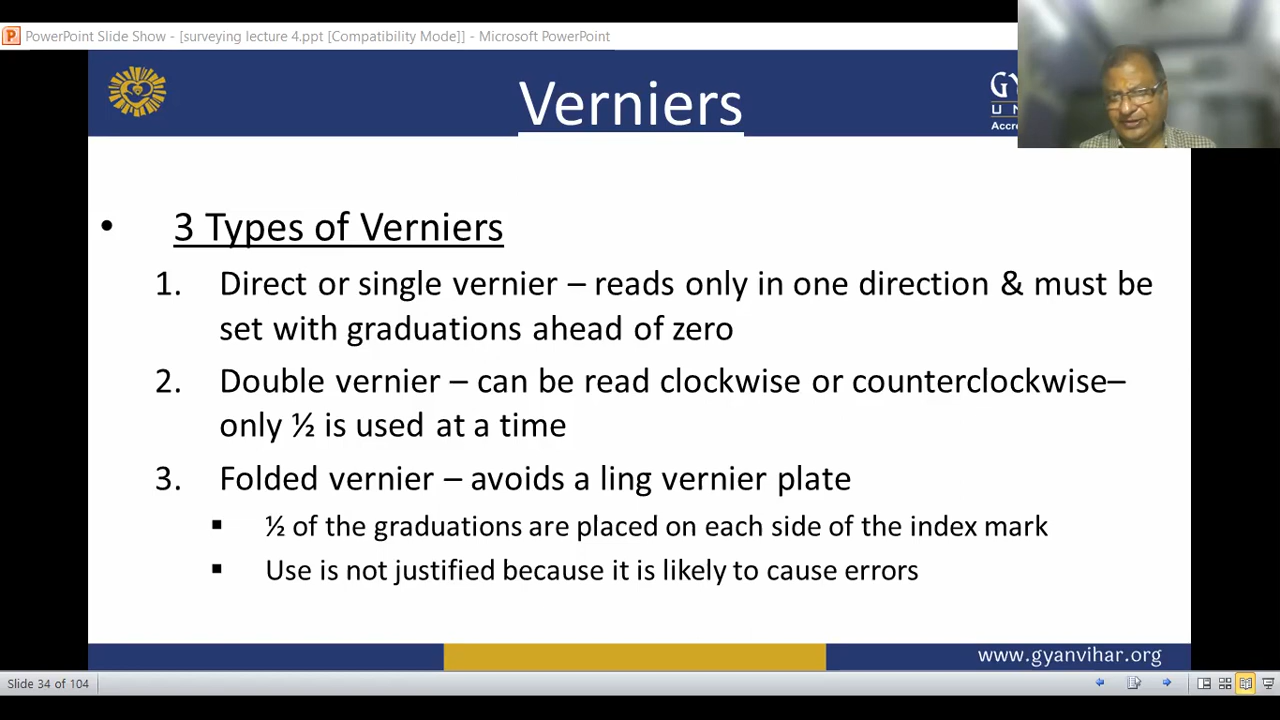 PowerPoint Slide Show - [surveying lecture 4.ppt [Compatibility Mode]] - Microsoft PowerPoint
Verniers
GY
UN
Accre
• 3 Types of Verniers
1. Direct or single vernier – reads only in one direction & must be
set with graduations ahead of zero
2. Double vernier – can be read clockwise or counterclockwise–
only ½ is used at a time
3. Folded vernier – avoids a ling vernier plate
▪ ½ of the graduations are placed on each side of the index mark
▪ Use is not justified because it is likely to cause errors
www.gyanvihar.org
Slide 34 of 104